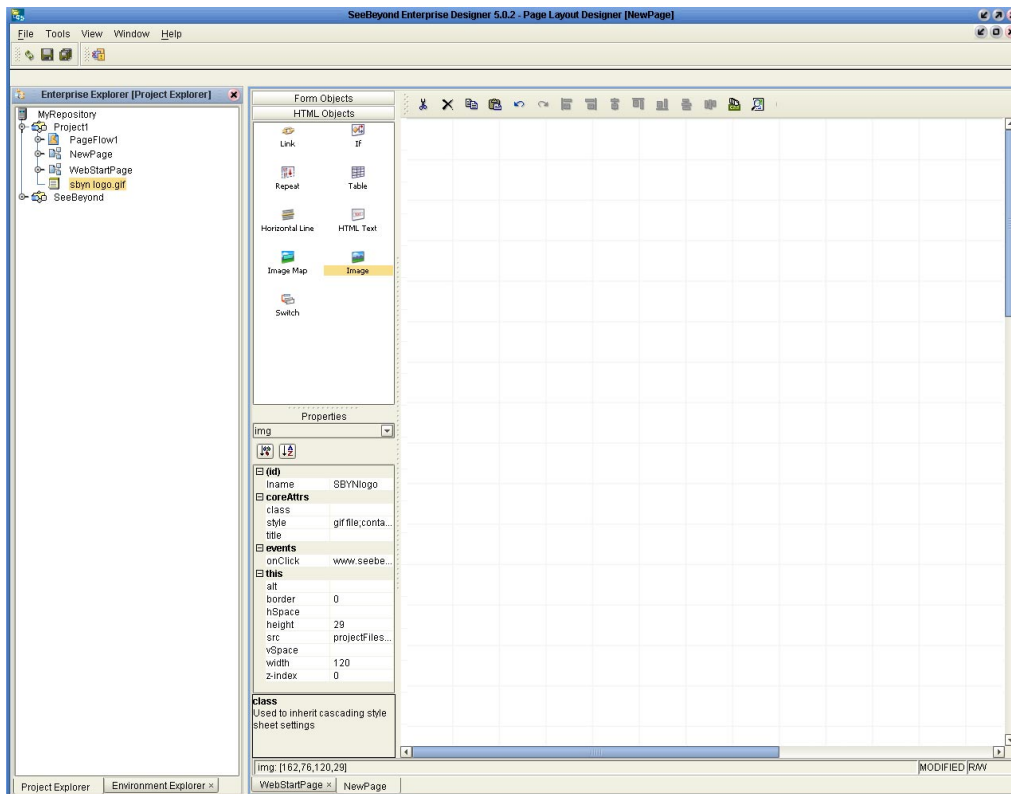 SeeBeyond Enterprise Designer 5.0.2 - Page Layout Designer [NewPage]
File Tools View Window Help
Enterprise Explorer [Project Explorer]
MyRepository
Project1
PageFlow1
NewPage
WebStartPage
sbyn logo.gif
SeeBeyond
Project Explorer
Environment Explorer ×
Form Objects
HTML Objects
Link If
Repeat Table
Horizontal Line HTML Text
Image Map Image
Switch
Properties
img
(id)
Iname SBYNlogo
coreAttrs
class
style gif file;conta...
title
events
onClick www.seebe...
this
alt
border 0
hSpace
height 29
src projectFiles...
vSpace
width 120
z-index 0
class
Used to inherit cascading style
sheet settings
img: [162,76,120,29] MODIFIED R/W
WebStartPage × NewPage